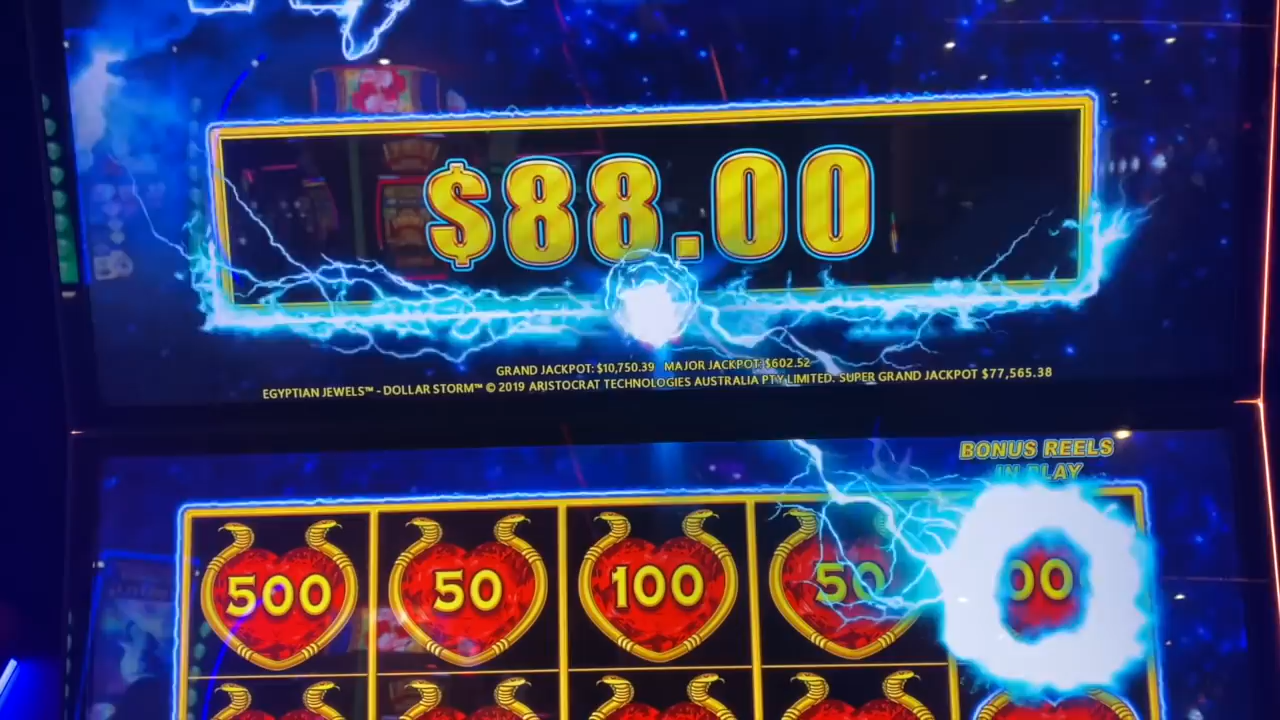 $88.00
GRAND JACKPOT: $10,750.39 MAJOR JACKPOT: $602.52
EGYPTIAN JEWELS™ - DOLLAR STORM™ © 2019 ARISTOCRAT TECHNOLOGIES AUSTRALIA PTY LIMITED. SUPER GRAND JACKPOT $77,565.38
BONUS REELS
IN PLAY
500 50 100 50 00